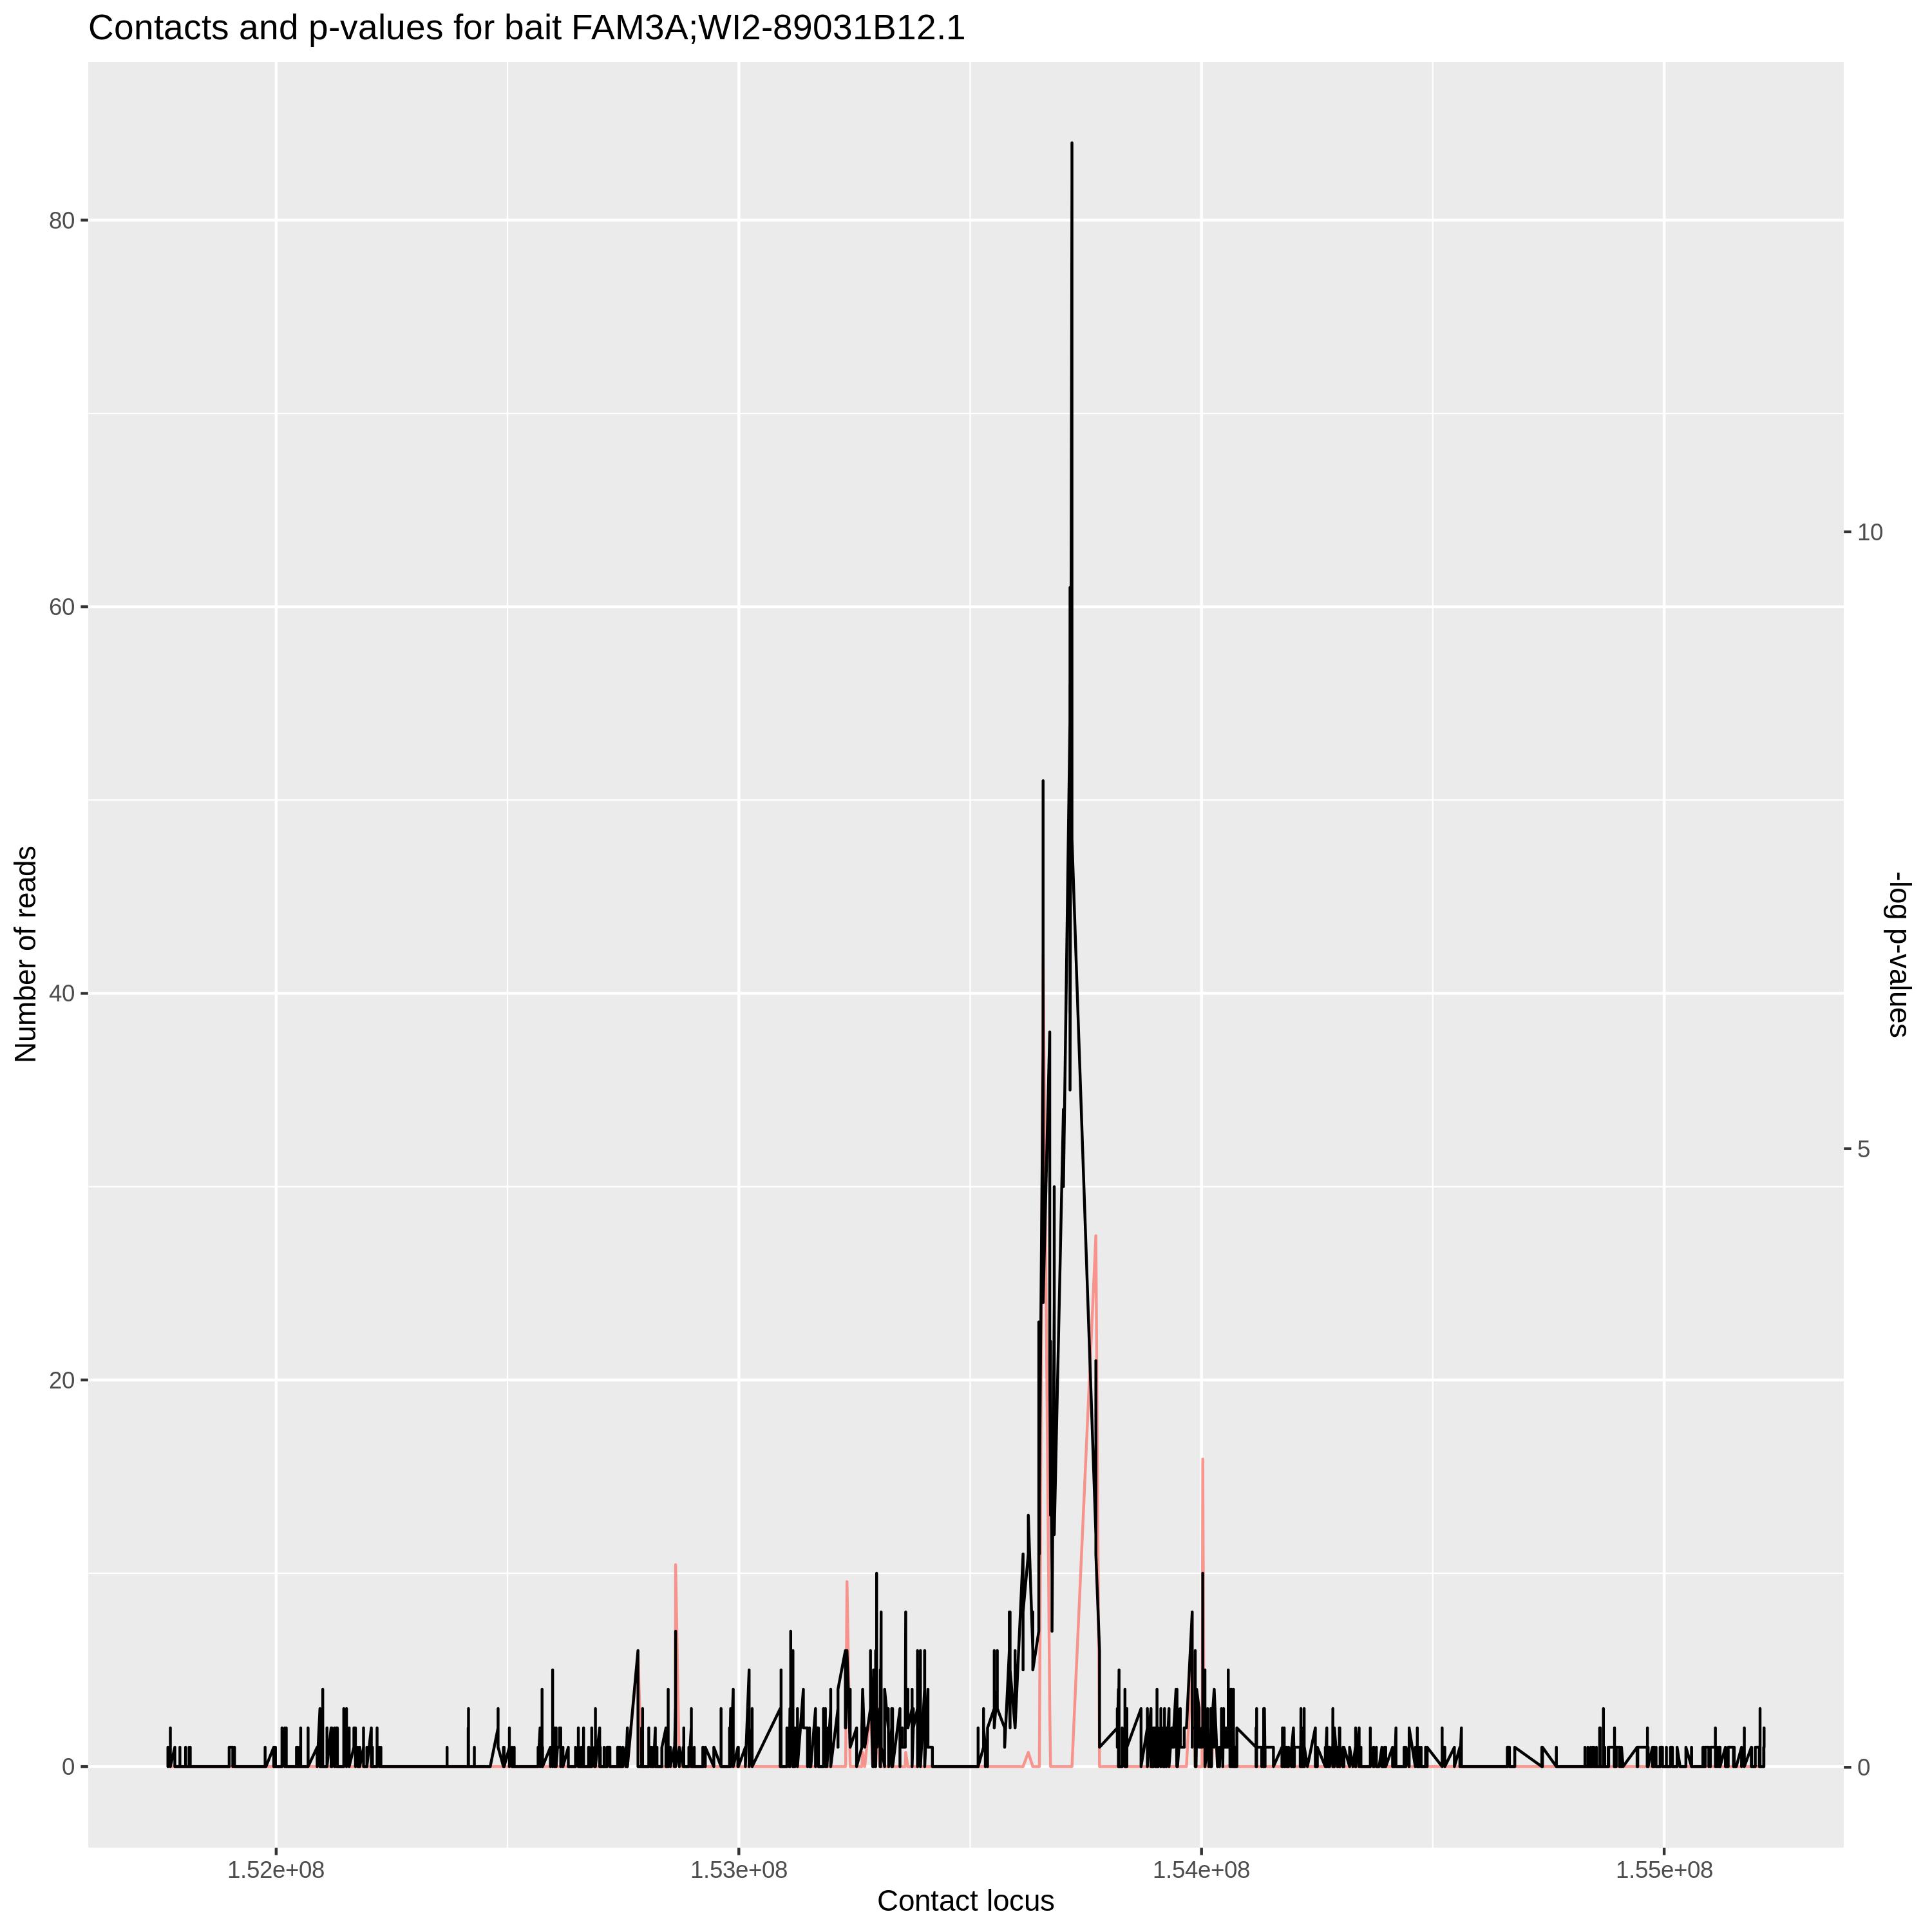 Contacts and p-values for bait FAM3A;WI2-89031B12.1
80
60
40
20
0
Number of reads
10
5
0
-log p-values
1.52e+08
1.53e+08
1.54e+08
1.55e+08
Contact locus